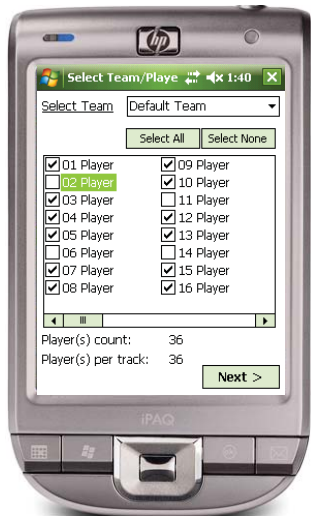 hp
Select Team/Playe 1:40
Select Team Default Team
Select All Select None
01 Player 09 Player
02 Player 10 Player
03 Player 11 Player
04 Player 12 Player
05 Player 13 Player
06 Player 14 Player
07 Player 15 Player
08 Player 16 Player
Player(s) count: 36
Player(s) per track: 36
Next >
iPAQ
ok